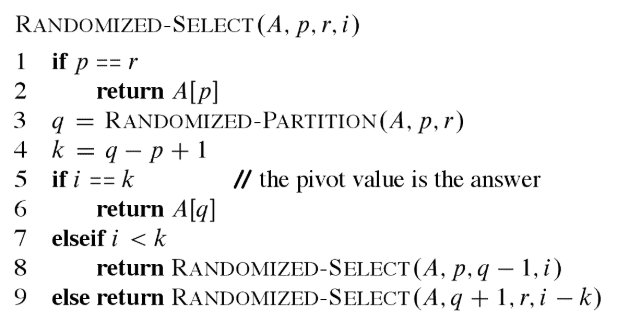 RANDOMIZED-SELECT(A, p, r, i)
1 if p == r
2 return A[p]
3 q = RANDOMIZED-PARTITION(A, p, r)
4 k = q − p + 1
5 if i == k // the pivot value is the answer
6 return A[q]
7 elseif i < k
8 return RANDOMIZED-SELECT(A, p, q − 1, i)
9 else return RANDOMIZED-SELECT(A, q + 1, r, i − k)